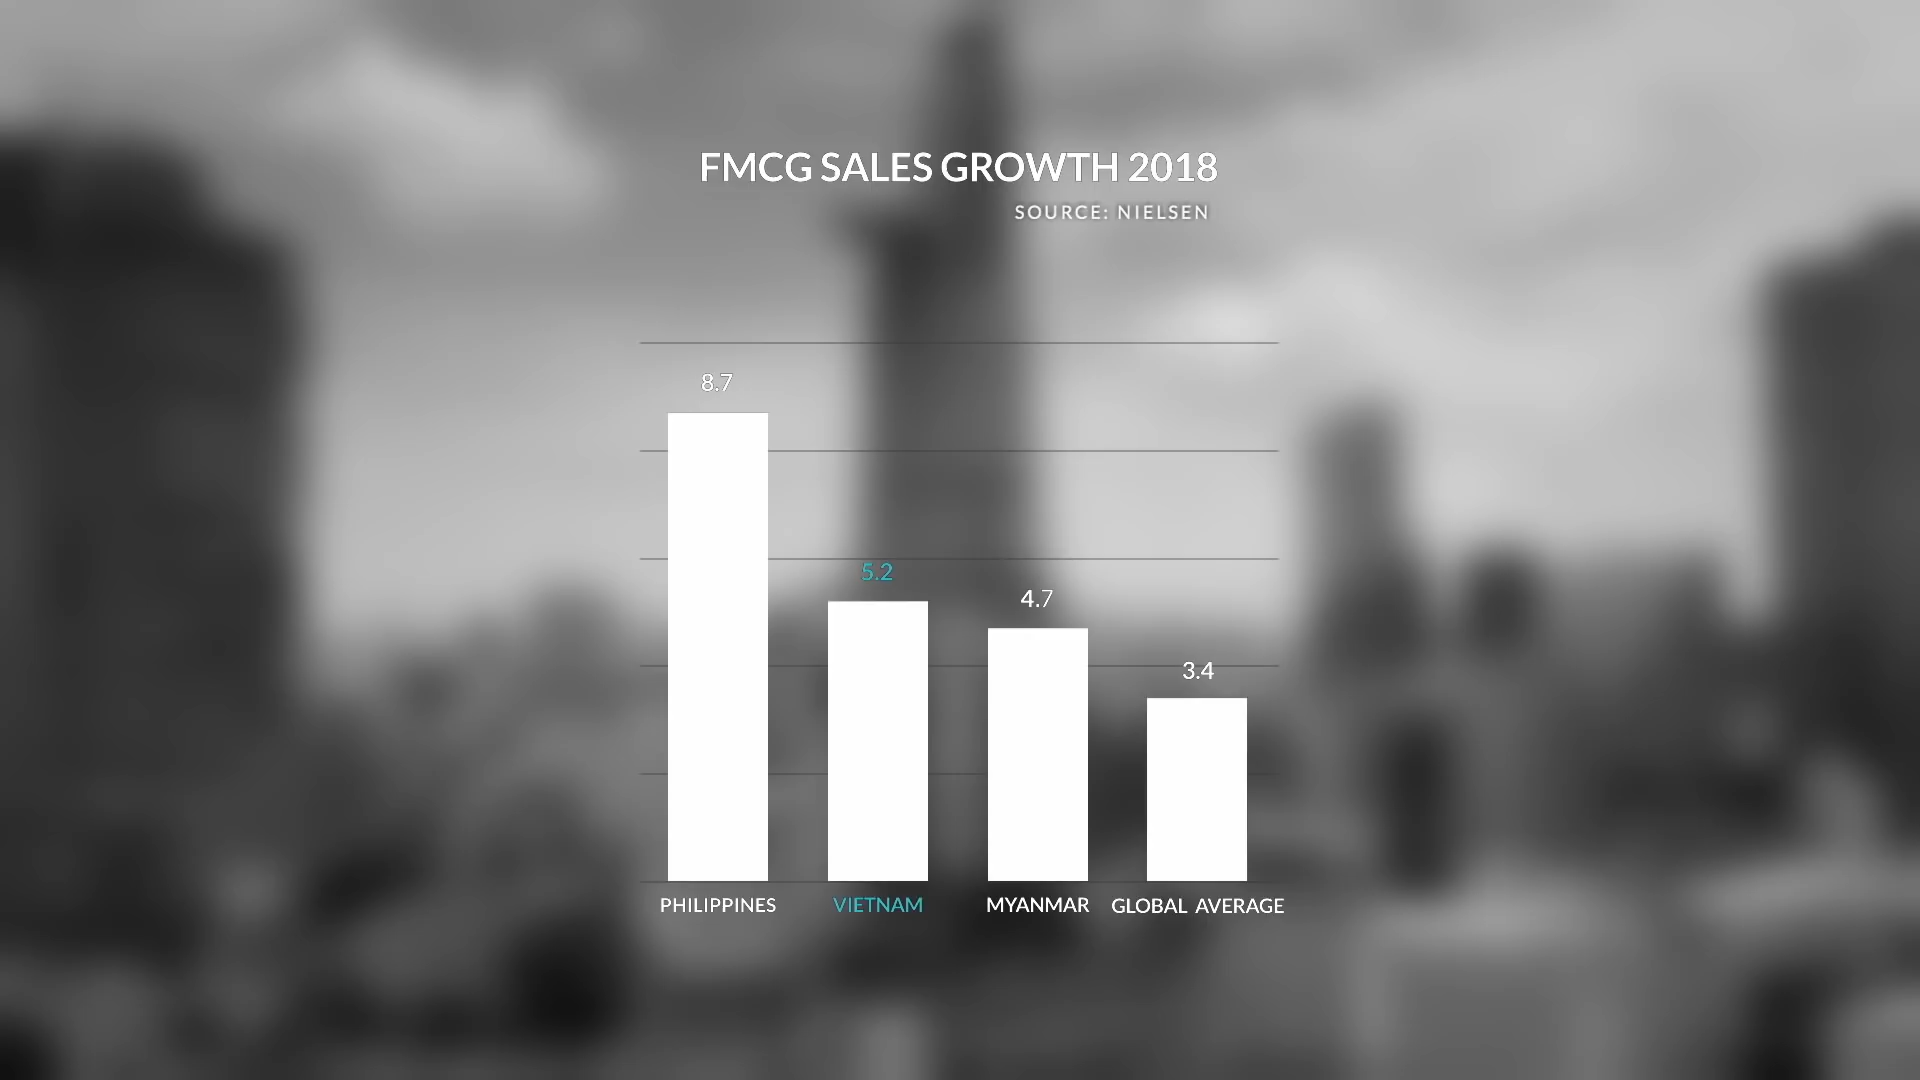 FMCG SALES GROWTH 2018
SOURCE: NIELSEN
8.7
5.2
4.7
3.4
PHILIPPINES VIETNAM MYANMAR GLOBAL AVERAGE